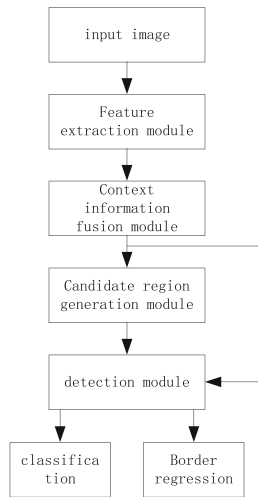 input image
Feature
extraction module
Context
information
fusion module
Candidate region
generation module
detection module
classifica
tion
Border
regression